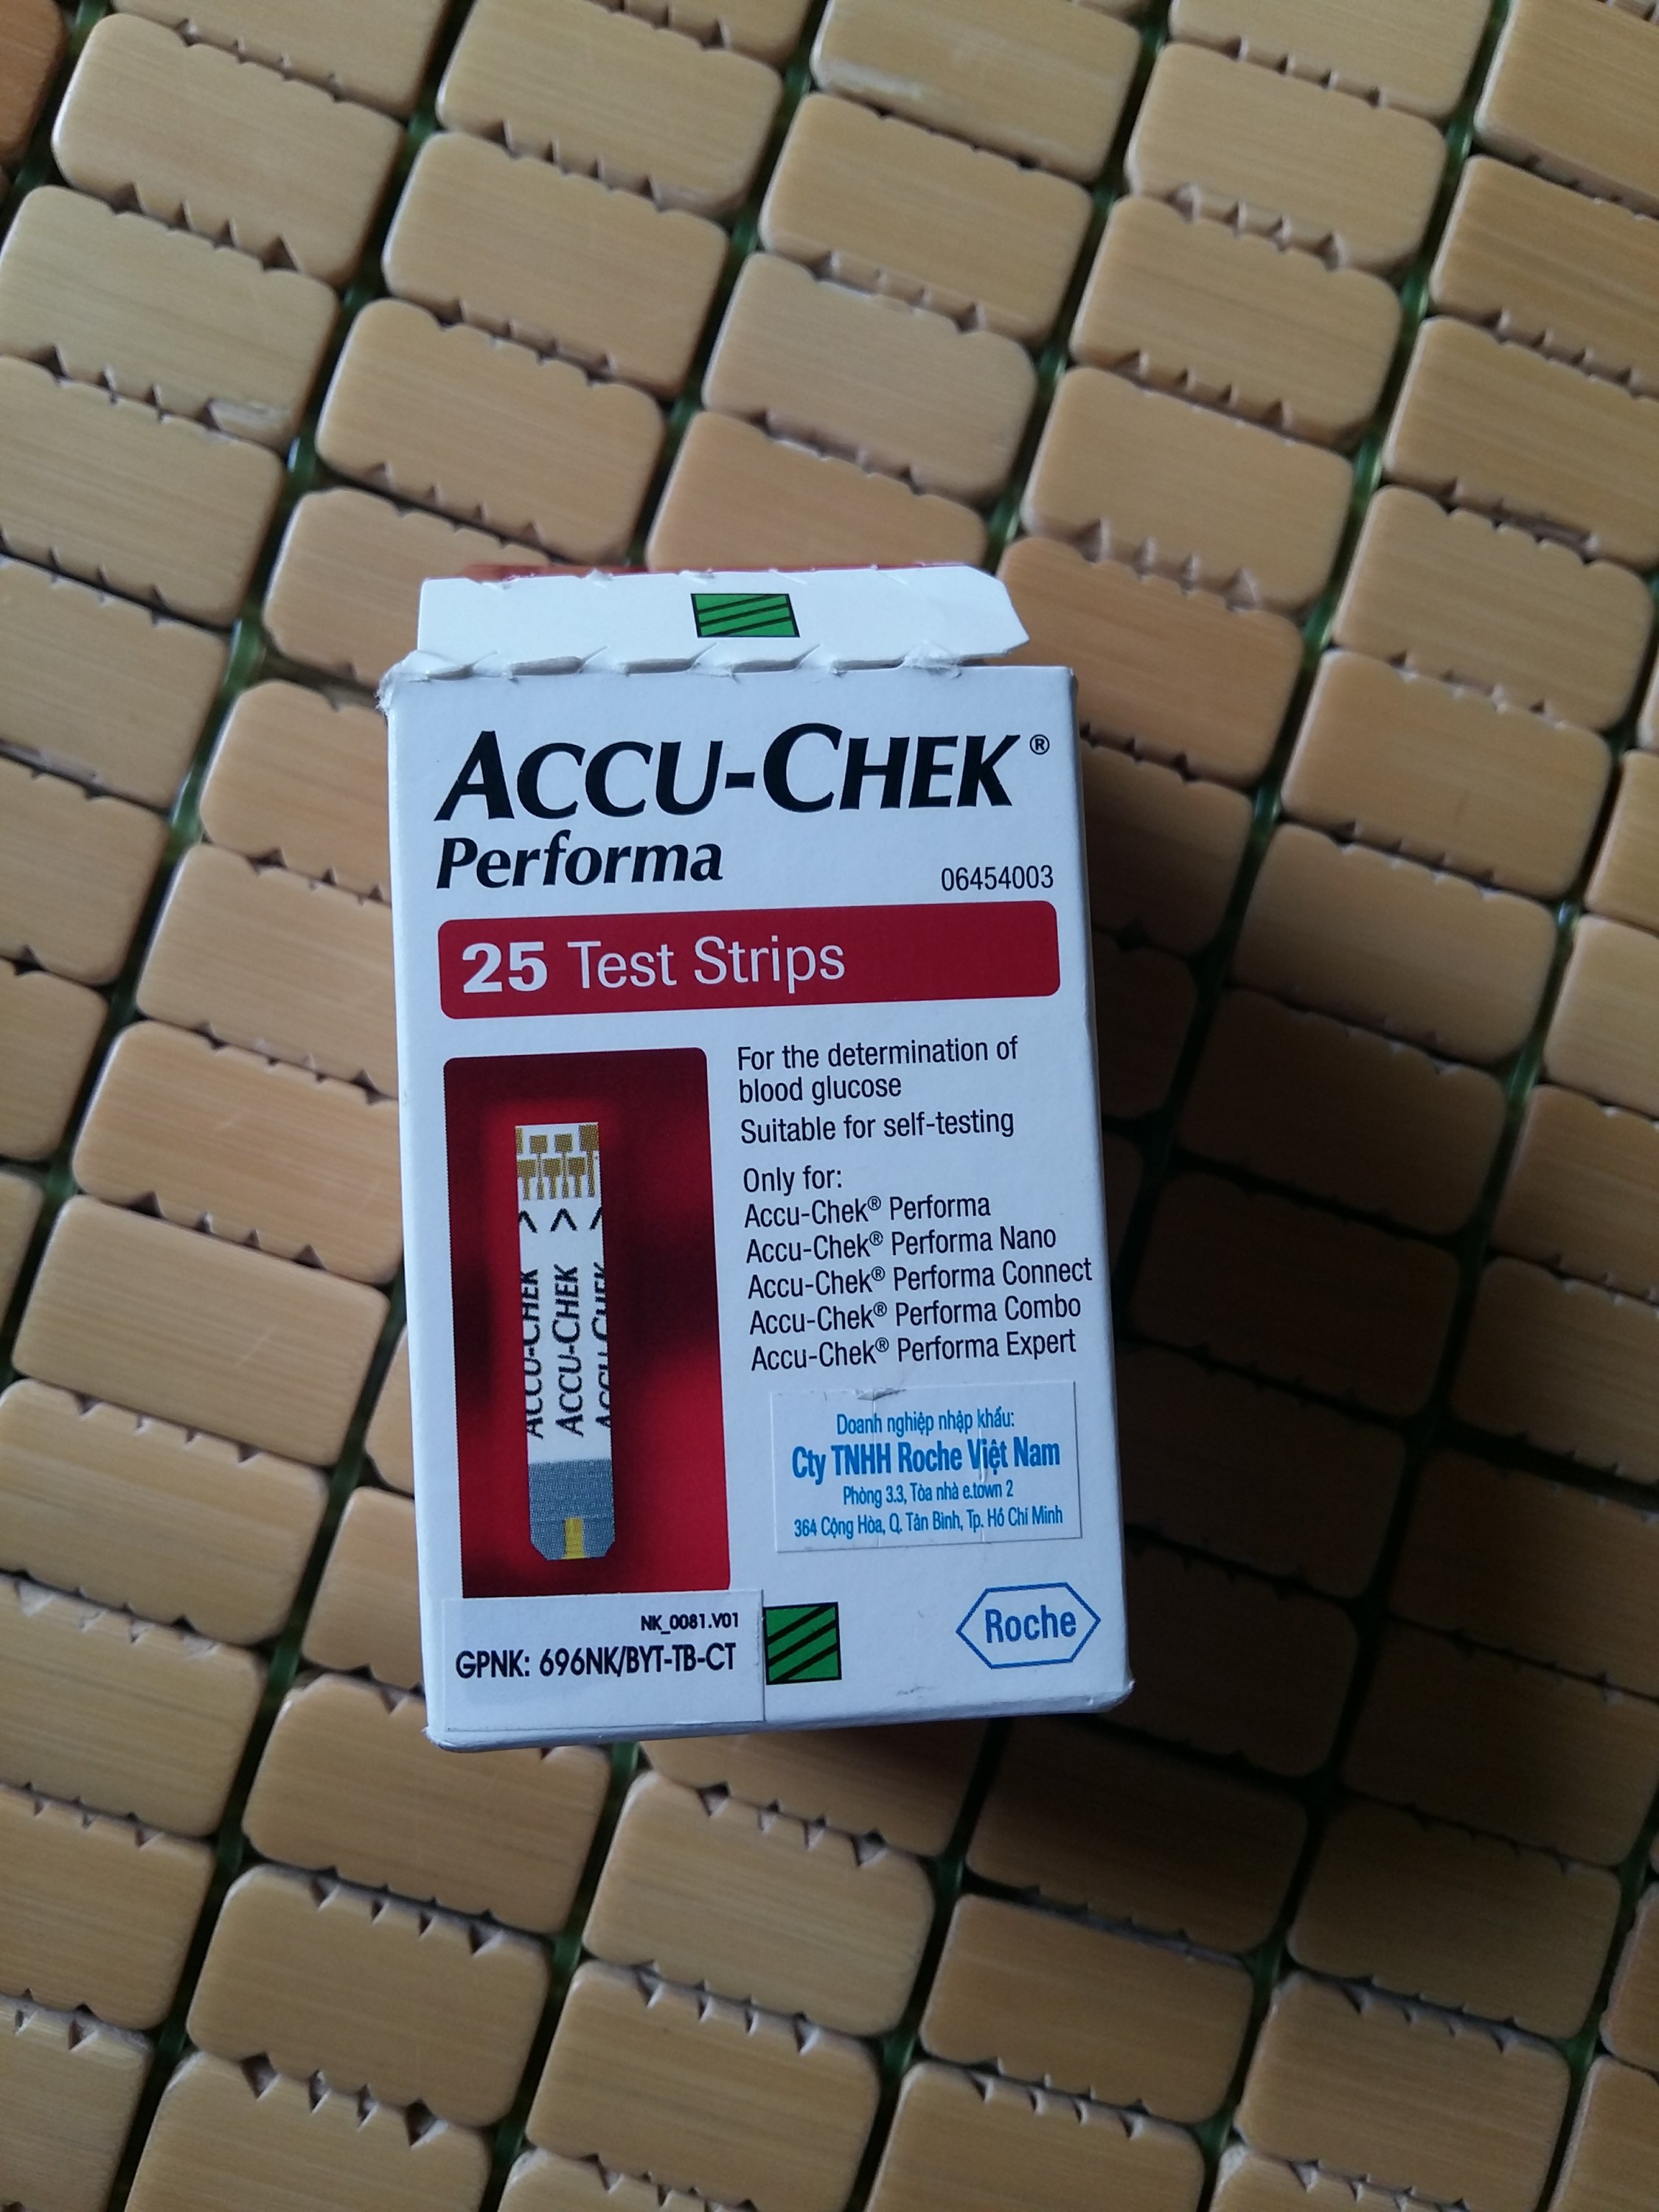 ACCU-CHEK®
Performa
06454003
25 Test Strips
For the determination of
blood glucose
Suitable for self-testing
Only for:
Accu-Chek® Performa
Accu-Chek® Performa Nano
Accu-Chek® Performa Connect
Accu-Chek® Performa Combo
Accu-Chek® Performa Expert
ACCU-CHEK
ACCU-CHEK
ACCU-CHEK
Doanh nghiệp nhập khẩu:
Cty TNHH Roche Việt Nam
Phòng 3.3, Tòa nhà e.town 2
364 Cộng Hòa, Q. Tân Bình, Tp. Hồ Chí Minh
NK_0081.V01
GPNK: 696NK/BYT-TB-CT
Roche